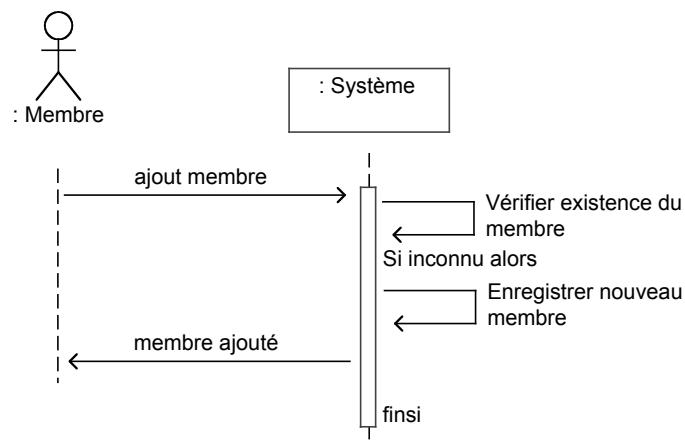 : Membre
: Système
ajout membre
Vérifier existence du
membre
Si inconnu alors
Enregistrer nouveau
membre
membre ajouté
finsi